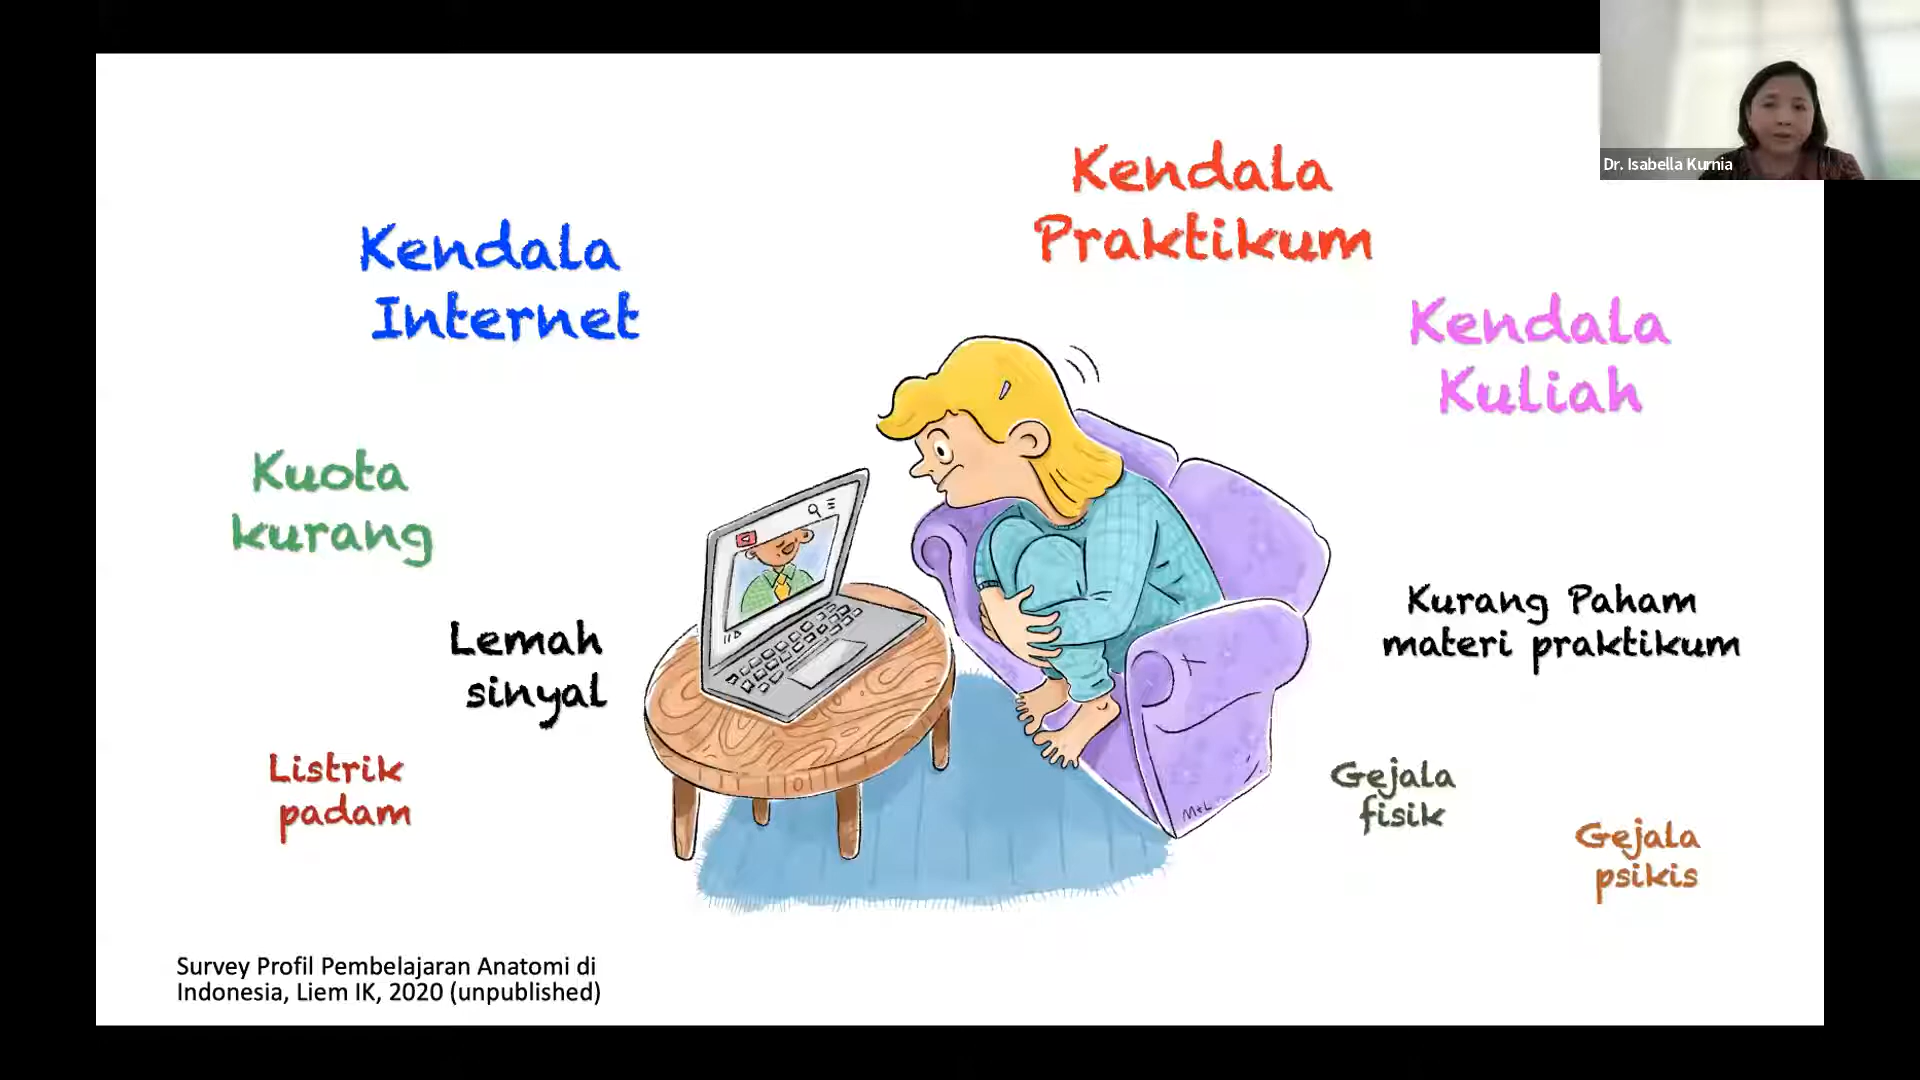 Dr. Isabella Kurnia
Kendala
Praktikum
Kendala
Internet
Kendala
Kuliah
Kuota
kurang
Lemah
sinyal
Kurang Paham
materi praktikum
Listrik
padam
Gejala
fisik
Gejala
psikis
Survey Profil Pembelajaran Anatomi di
Indonesia, Liem IK, 2020 (unpublished)